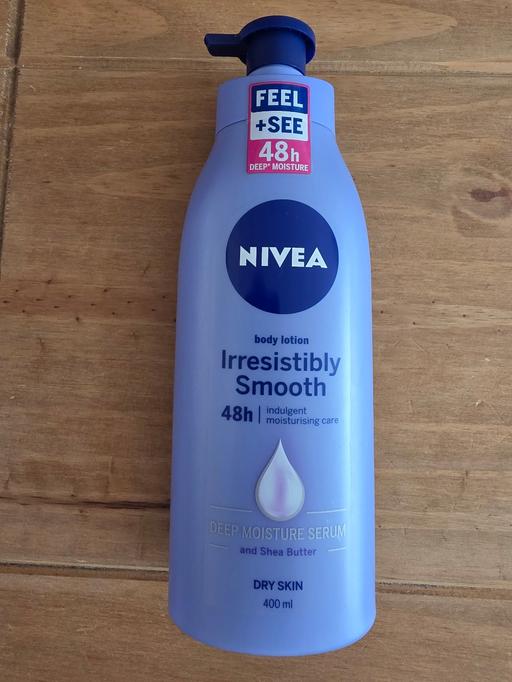 FEEL
+SEE
48h
DEEP* MOISTURE
NIVEA
body lotion
Irresistibly
Smooth
48h | indulgent
moisturising care
DEEP MOISTURE SERUM
and Shea Butter
DRY SKIN
400 ml